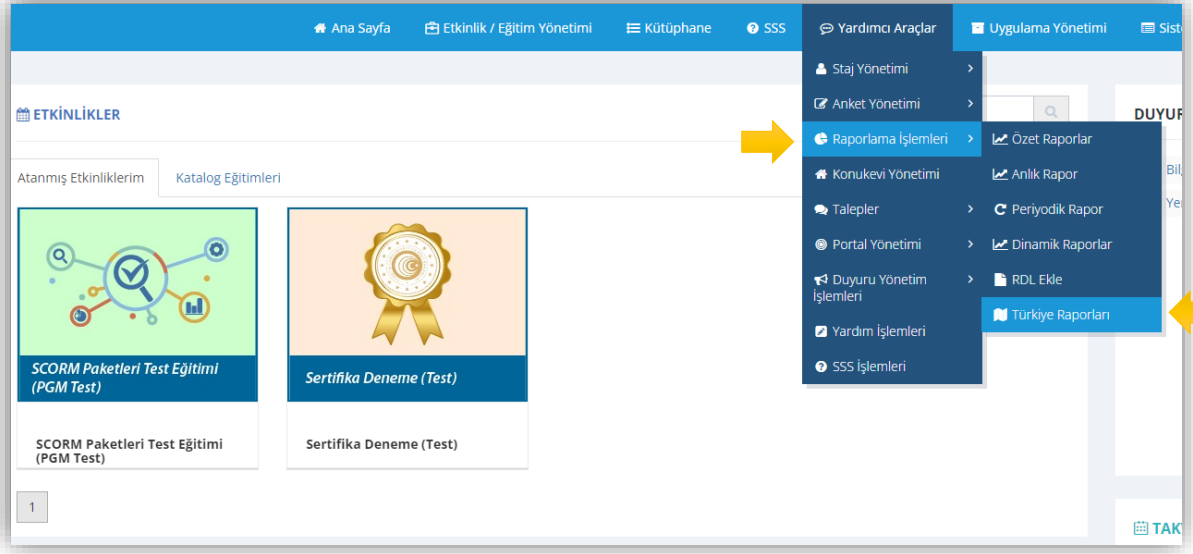 Ana Sayfa
Etkinlik / Eğitim Yönetimi
Kütüphane
SSS
Yardımcı Araçlar
Uygulama Yönetimi
Staj Yönetimi
Anket Yönetimi
Raporlama İşlemleri
Konukevi Yönetimi
Talepler
Portal Yönetimi
Duyuru Yönetim
İşlemleri
Yardım İşlemleri
SSS İşlemleri
Özet Raporlar
Anlık Rapor
Periyodik Rapor
Dinamik Raporlar
RDL Ekle
Türkiye Raporları
ETKİNLİKLER
Atanmış Etkinliklerim
Katalog Eğitimleri
SCORM Paketleri Test Eğitimi
(PGM Test)
Sertifika Deneme (Test)
SCORM Paketleri Test Eğitimi
(PGM Test)
Sertifika Deneme (Test)
1